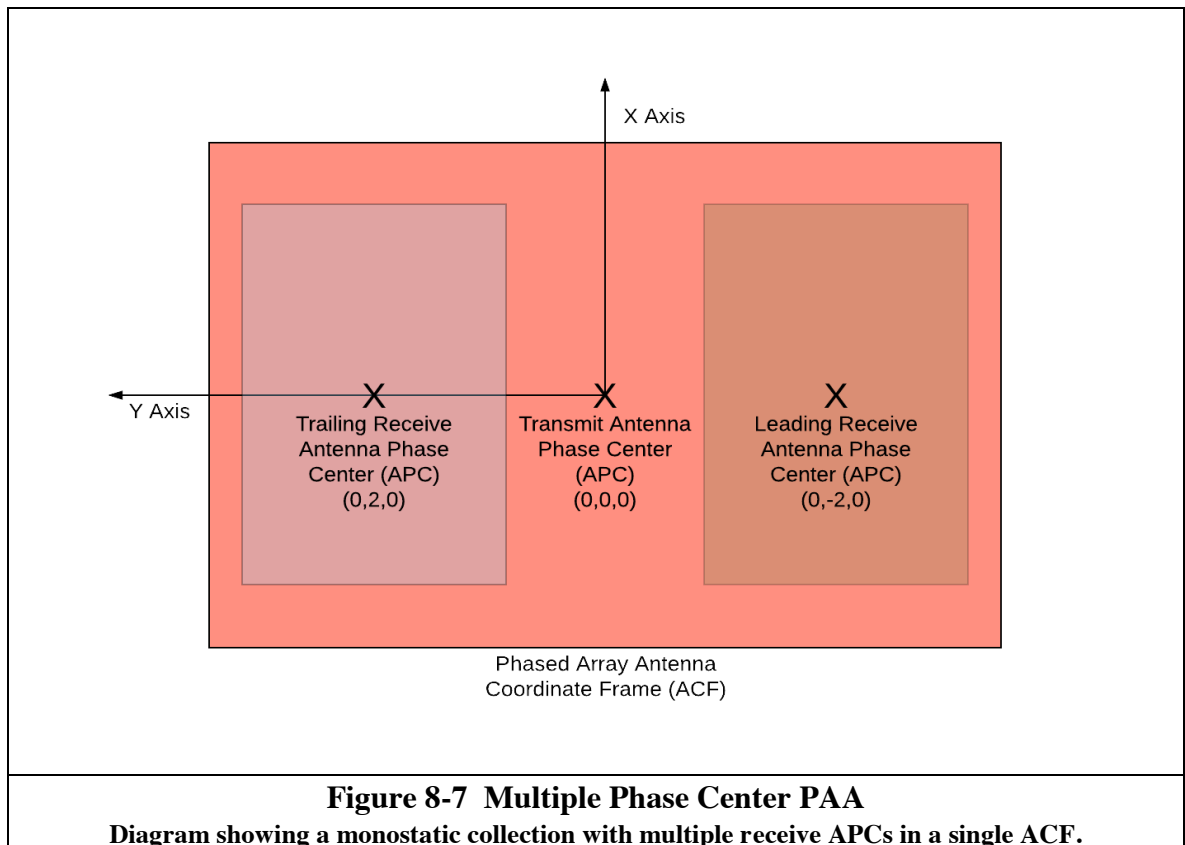 X Axis
Y Axis
X
Trailing Receive
Antenna Phase
Center (APC)
(0,2,0)
X
Transmit Antenna
Phase Center
(APC)
(0,0,0)
X
Leading Receive
Antenna Phase
Center (APC)
(0,-2,0)
Phased Array Antenna
Coordinate Frame (ACF)
Figure 8-7 Multiple Phase Center PAA
Diagram showing a monostatic collection with multiple receive APCs in a single ACF.